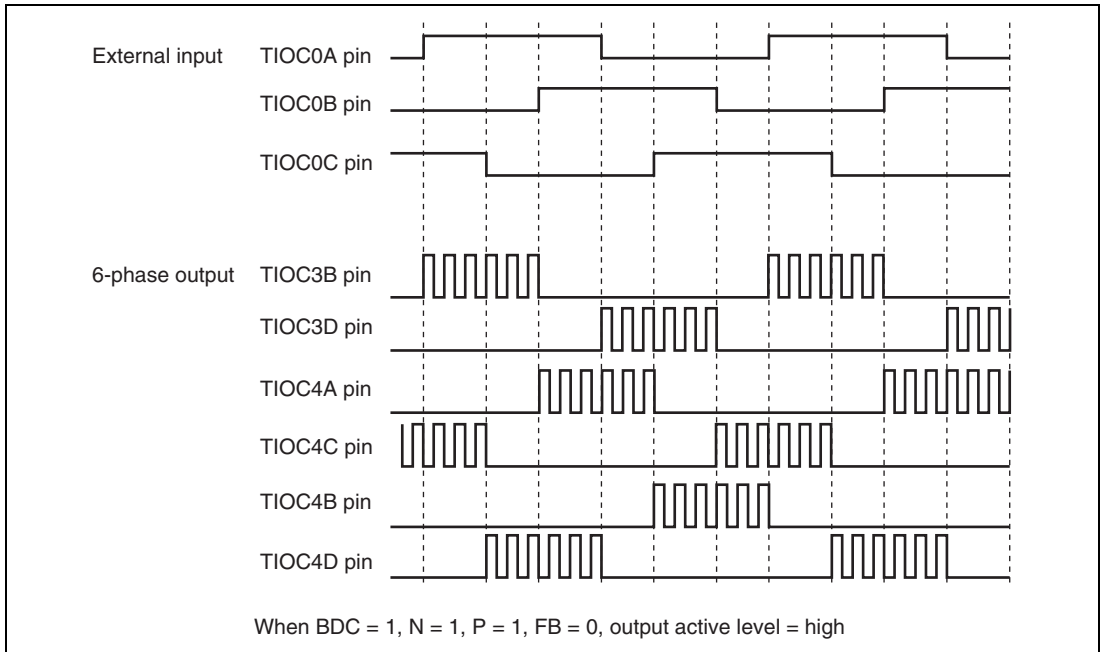 External input TIOC0A pin
TIOC0B pin
TIOC0C pin
6-phase output TIOC3B pin
TIOC3D pin
TIOC4A pin
TIOC4C pin
TIOC4B pin
TIOC4D pin
When BDC = 1, N = 1, P = 1, FB = 0, output active level = high